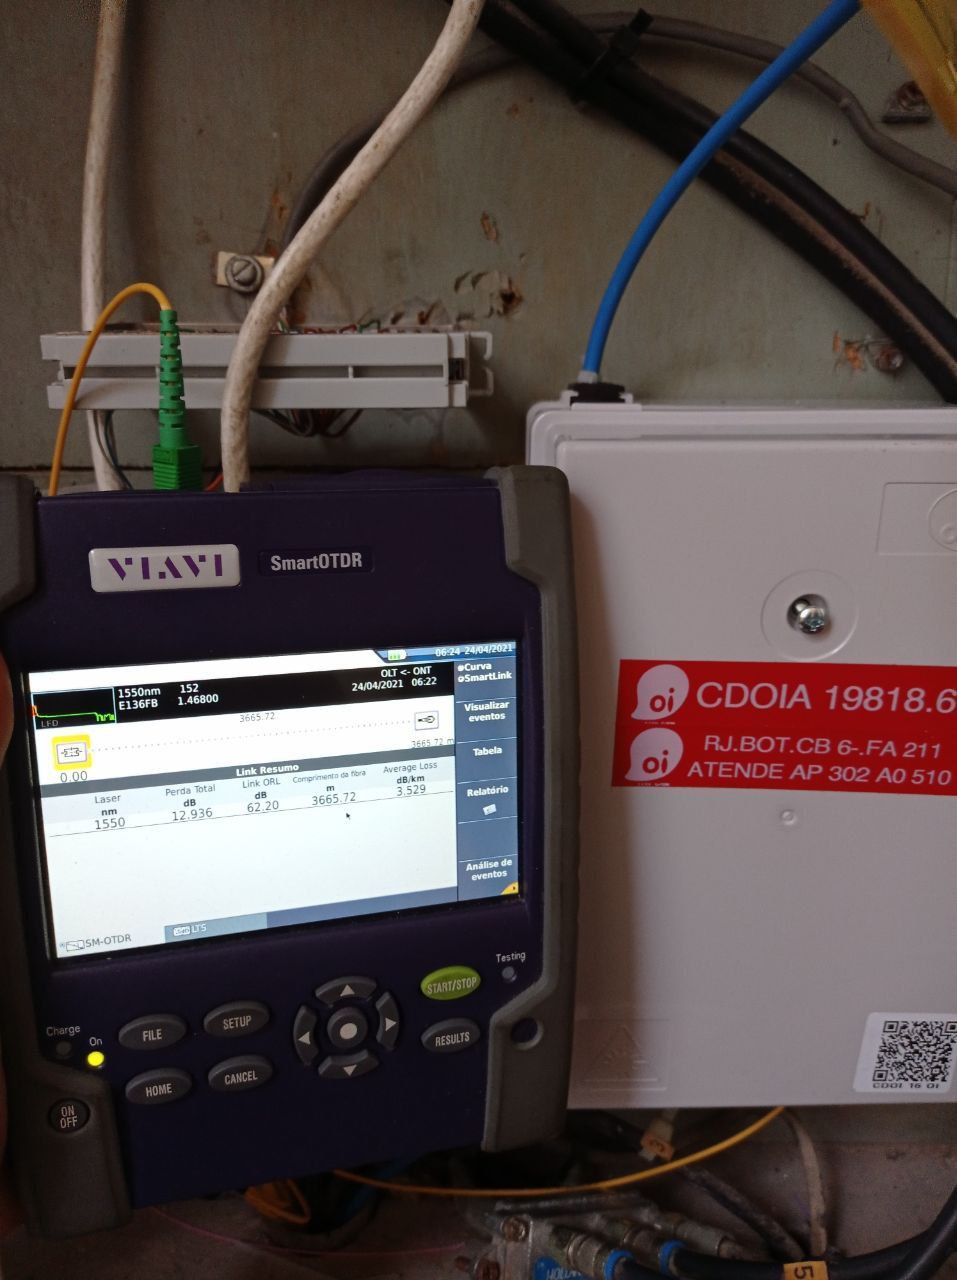 VIAVI
SmartOTDR
06:24 24/04/2021
1550nm 152
E136FB 1.46800
OLT <- ONT
24/04/2021 06:22
LFD
3665.72
3665.72 m
0.00
Link Resumo
Laser
nm
1550
Perda Total
dB
12.936
Link ORL
dB
62.20
Comprimento da fibra
m
3665.72
Average Loss
dB/km
3.529
Curva
SmartLink
Visualizar
eventos
Tabela
Relatório
Análise de
eventos
SM-OTDR
LTS
Testing
START/STOP
Charge
On
FILE
SETUP
RESULTS
HOME
CANCEL
ON
OFF
oi
CDOIA 19818.6
oi
RJ.BOT.CB 6-.FA 211
ATENDE AP 302 A0 510
CDOI 16 OI
3
5